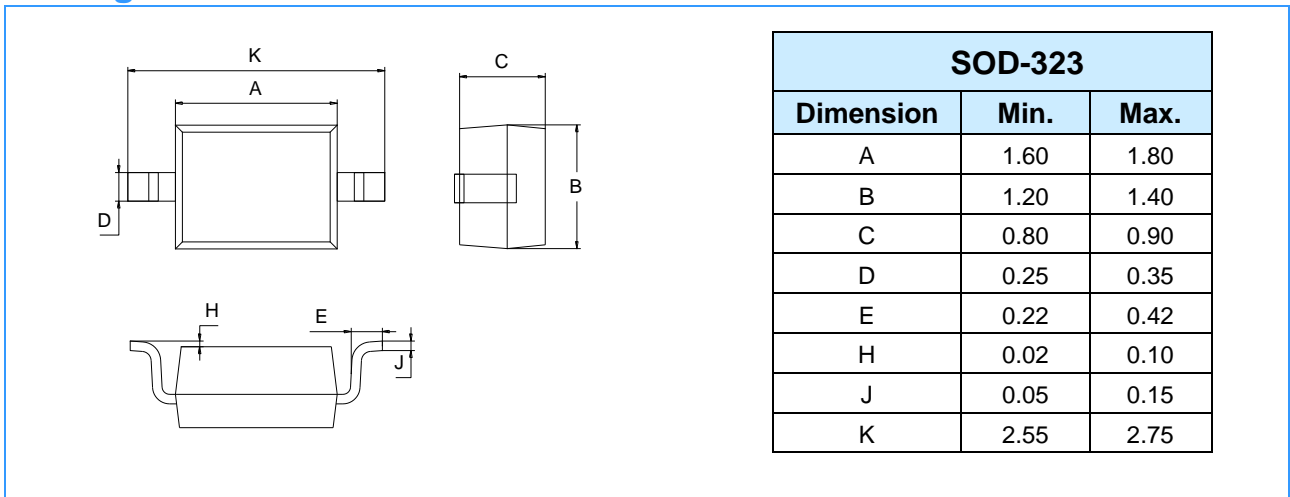 K
A
C
B
D
H
E
J
SOD-323
Dimension Min. Max.
A 1.60 1.80
B 1.20 1.40
C 0.80 0.90
D 0.25 0.35
E 0.22 0.42
H 0.02 0.10
J 0.05 0.15
K 2.55 2.75